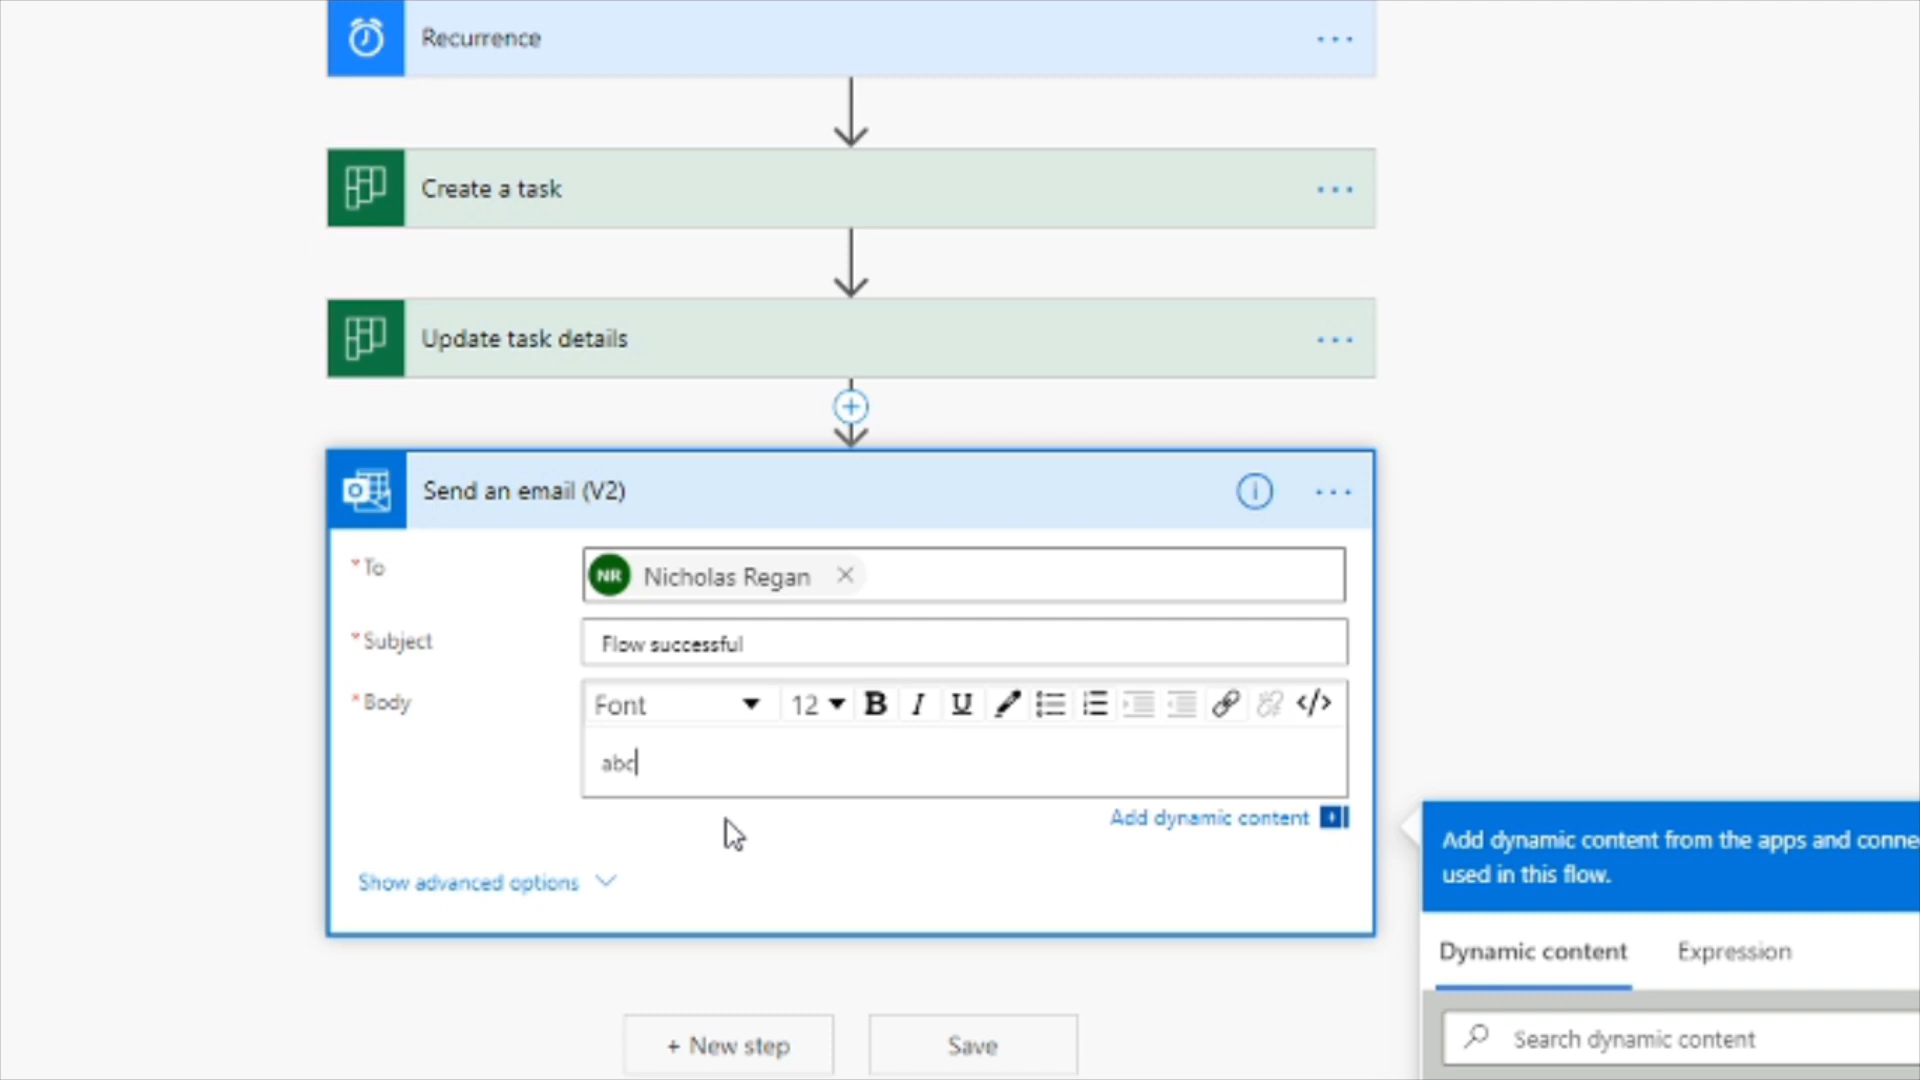 Recurrence
Create a task
Update task details
Send an email (V2)
* To
NR Nicholas Regan
* Subject
Flow successful
* Body
Font 12 B I U </>
abc
Add dynamic content
Show advanced options
Add dynamic content from the apps and conne
used in this flow.
Dynamic content Expression
Search dynamic content
+ New step Save